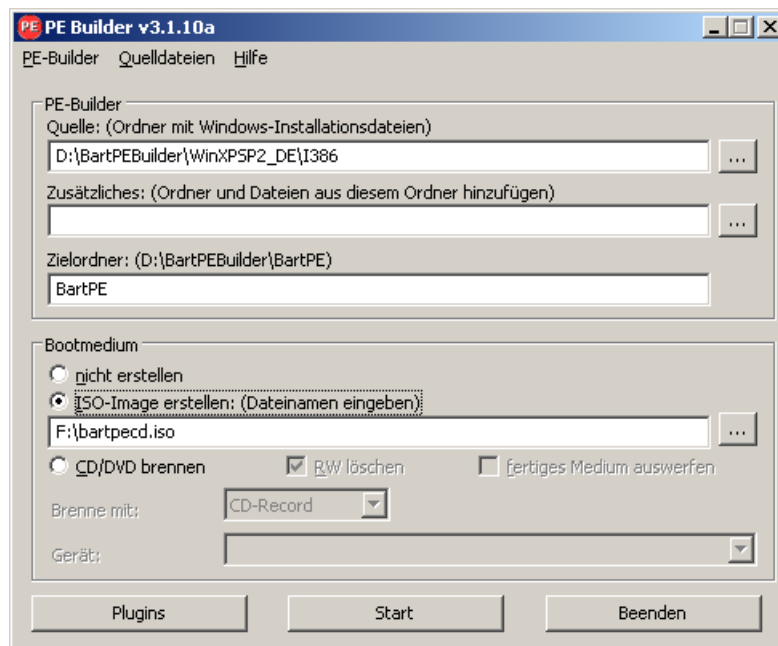 PE PE Builder v3.1.10a
PE-Builder Quelldateien Hilfe
PE-Builder
Quelle: (Ordner mit Windows-Installationsdateien)
D:\BartPEBuilder\WinXPSP2_DE\I386
...
Zusätzliches: (Ordner und Dateien aus diesem Ordner hinzufügen)
...
Zielordner: (D:\BartPEBuilder\BartPE)
BartPE
Bootmedium
nicht erstellen
ISO-Image erstellen: (Dateinamen eingeben)
F:\bartpecd.iso
...
CD/DVD brennen RW löschen fertiges Medium auswerfen
Brenne mit: CD-Record
Gerät:
Plugins Start Beenden